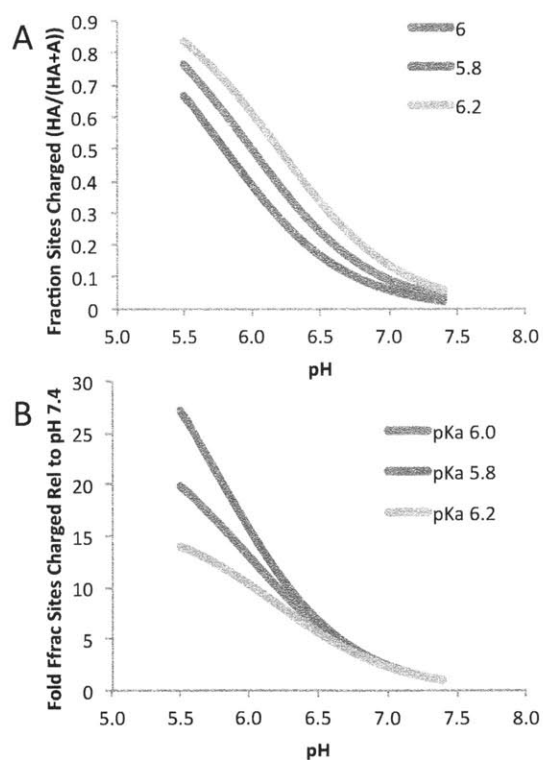 A
Fraction Sites Charged (HA/(HA+A))
0.9
0.8
0.7
0.6
0.5
0.4
0.3
0.2
0.1
0
6
5.8
6.2
5.0 5.5 6.0 6.5 7.0 7.5 8.0
pH
B
Fold Ffrac Sites Charged Rel to pH 7.4
30
25
20
15
10
5
0
pKa 6.0
pKa 5.8
pKa 6.2
5.0 5.5 6.0 6.5 7.0 7.5 8.0
pH